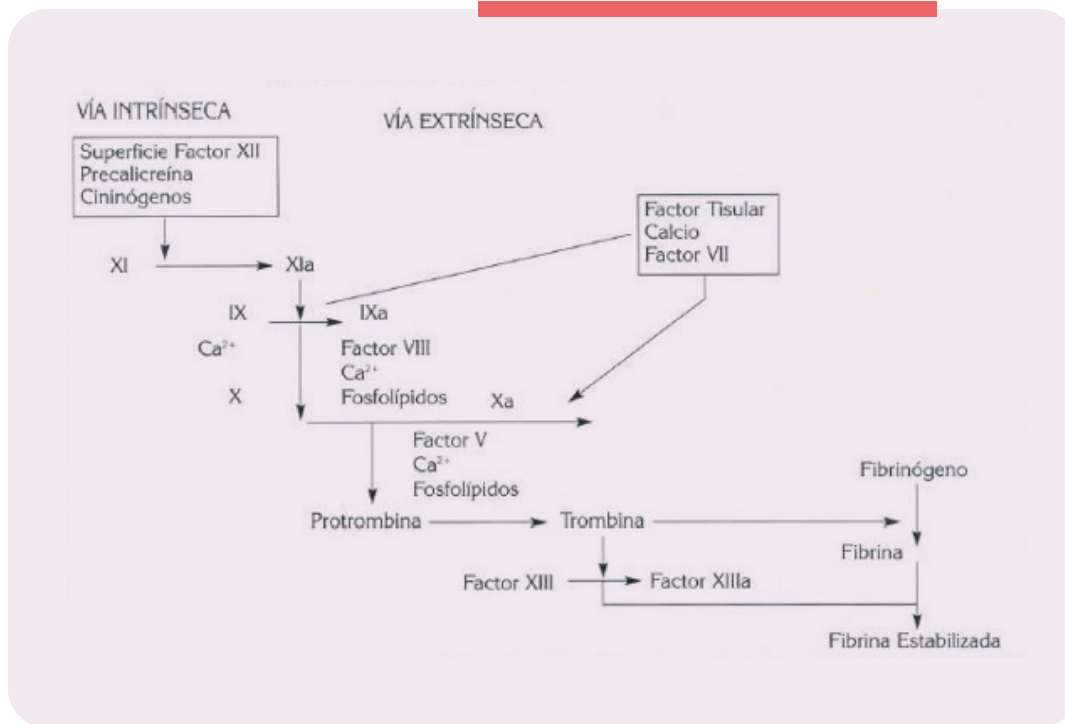 VÍA INTRÍNSECA
VÍA EXTRÍNSECA
Superficie Factor XII
Precalicreína
Cininógenos
Factor Tisular
Calcio
Factor VII
XI
XIa
IX
IXa
Ca²⁺
Factor VIII
Ca²⁺
X
Fosfolípidos
Xa
Factor V
Ca²⁺
Fosfolípidos
Fibrinógeno
Protrombina
Trombina
Fibrina
Factor XIII
Factor XIIIa
Fibrina Estabilizada